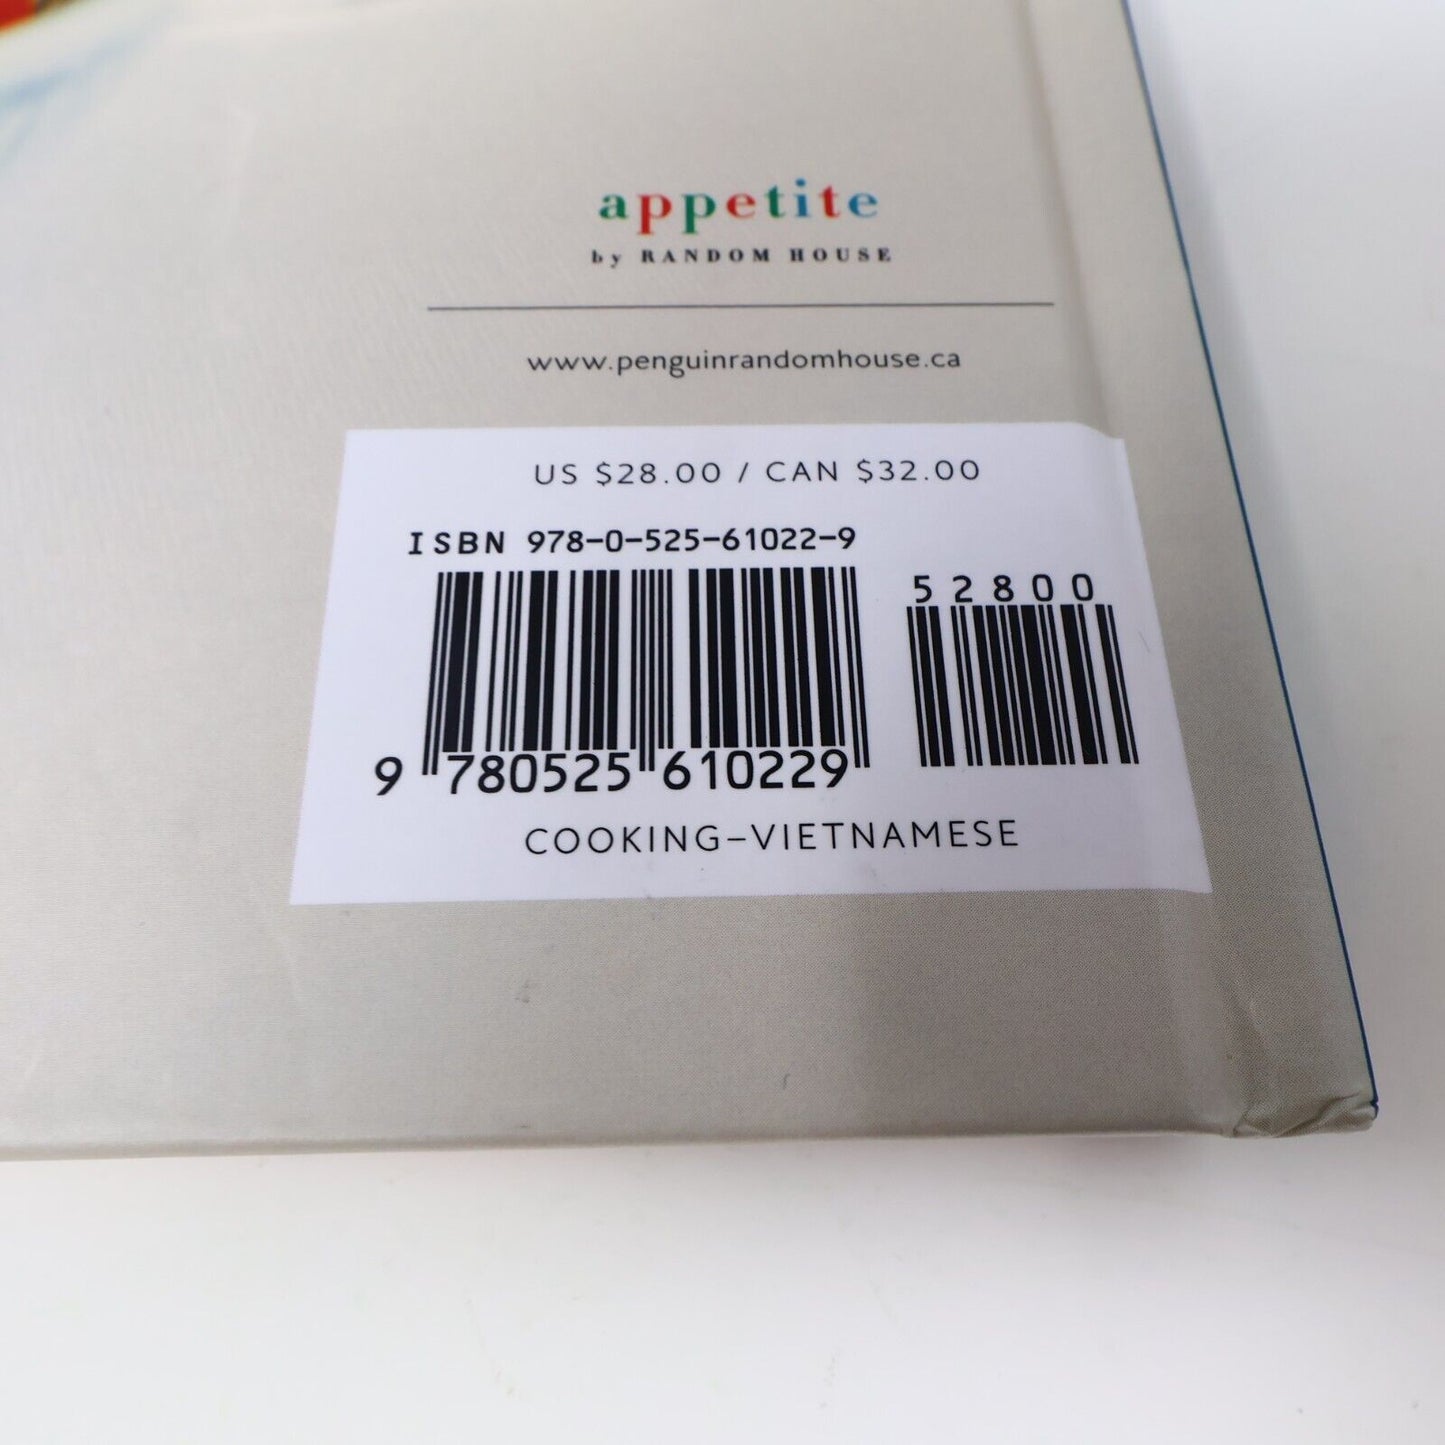 appetite
by RANDOM HOUSE
www.penguinrandomhouse.ca
US $28.00 / CAN $32.00
ISBN 978-0-525-61022-9
52800
9 780525 610229
COOKING–VIETNAMESE